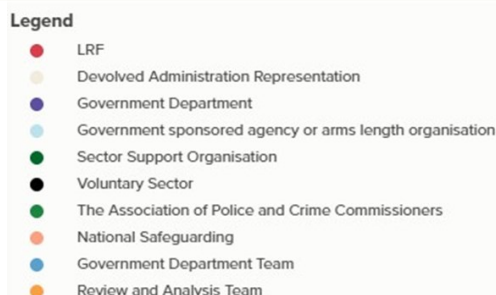 Legend
LRF
Devolved Administration Representation
Government Department
Government sponsored agency or arms length organisation
Sector Support Organisation
Voluntary Sector
The Association of Police and Crime Commissioners
National Safeguarding
Government Department Team
Review and Analysis Team